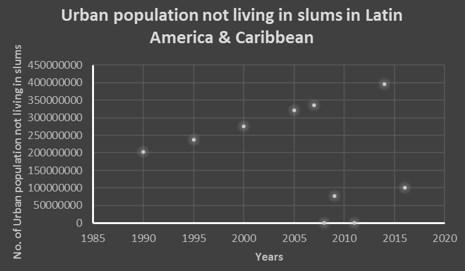 Urban population not living in slums in Latin
America & Caribbean
No. of Urban population not living in slums
450000000
400000000
350000000
300000000
250000000
200000000
150000000
100000000
50000000
0
1985 1990 1995 2000 2005 2010 2015 2020
Years